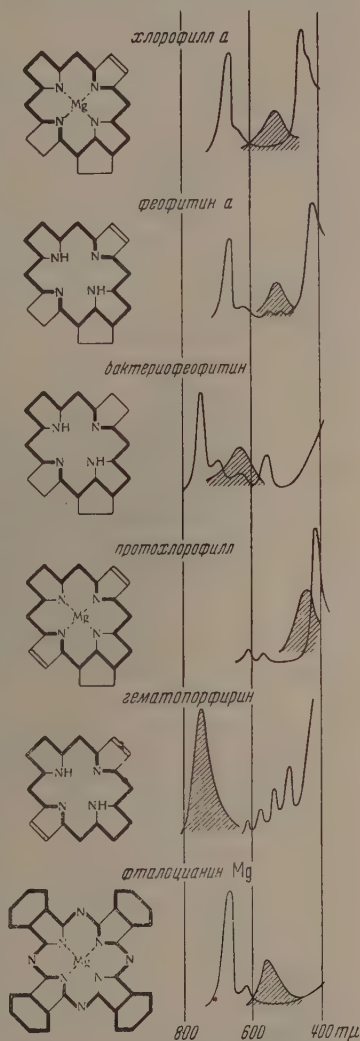 хлорофилл а
N
N
Mg
N
N
феофитин а
NH
N
N
NH
бактериофеофитин
NH
N
N
NH
протохлорофилл
N
N
Mg
N
N
гематопорфирин
NH
N
N
NH
фталоцианин Mg
N
N
N
N
Mg
N
N
N
N
800 600 400 mμ